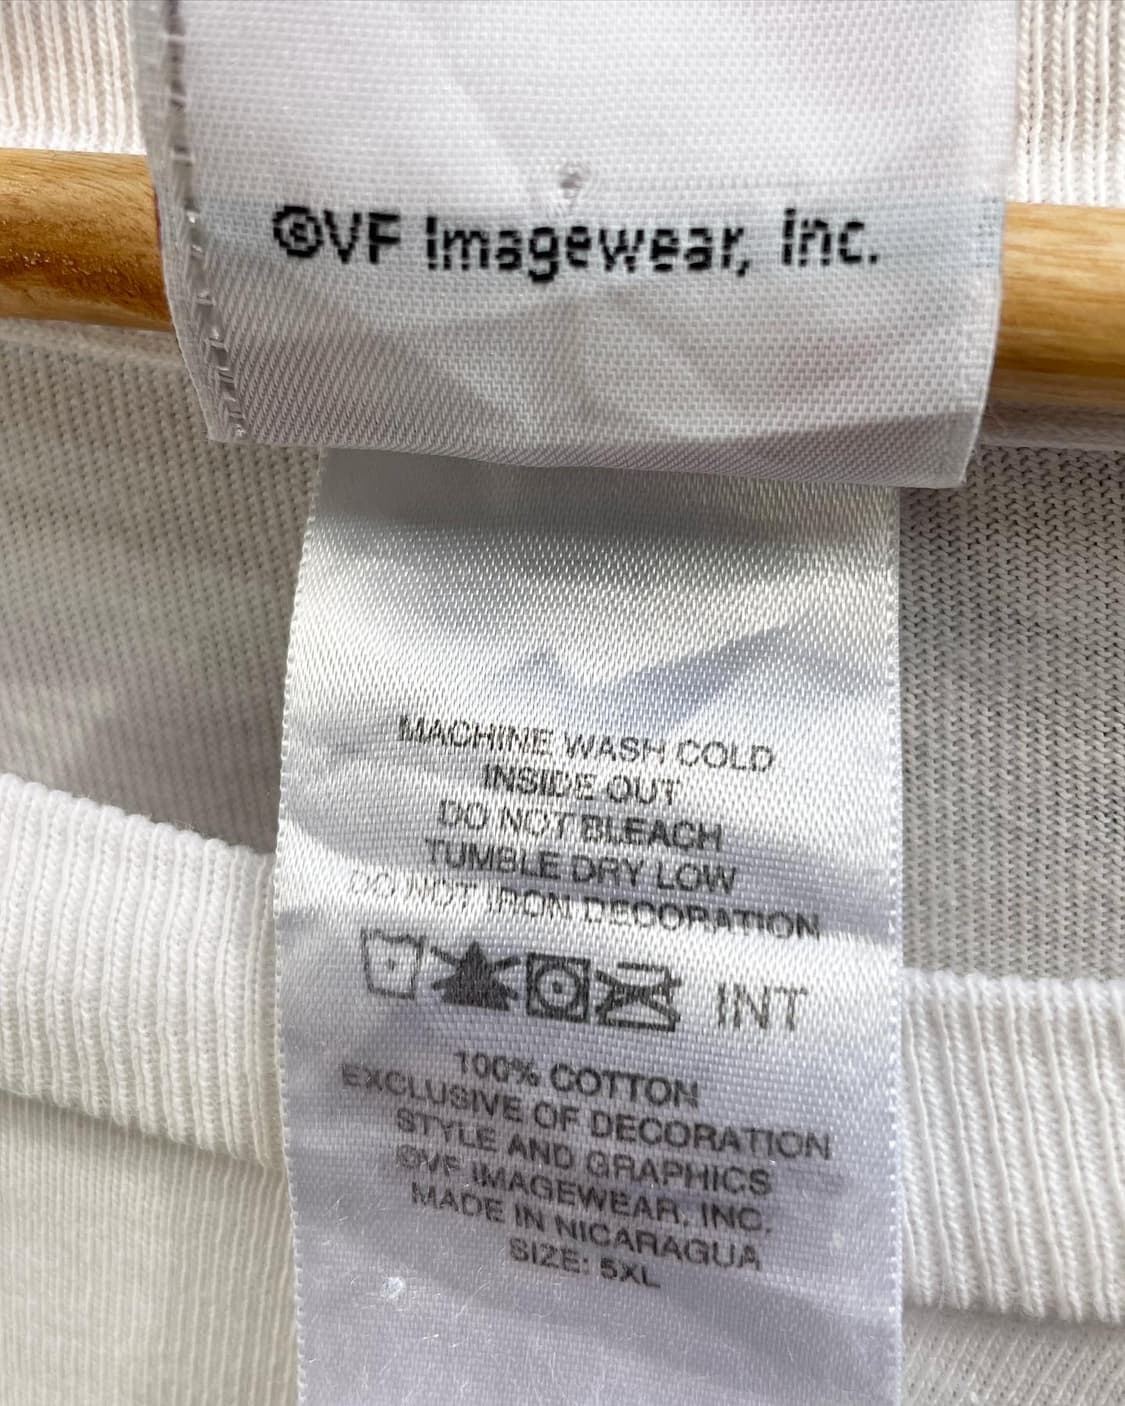 ©VF Imagewear, Inc.
MACHINE WASH COLD
INSIDE OUT
DO NOT BLEACH
TUMBLE DRY LOW
DO NOT IRON DECORATION
INT
100% COTTON
EXCLUSIVE OF DECORATION
STYLE AND GRAPHICS
©VF IMAGEWEAR, INC.
MADE IN NICARAGUA
SIZE: 5XL